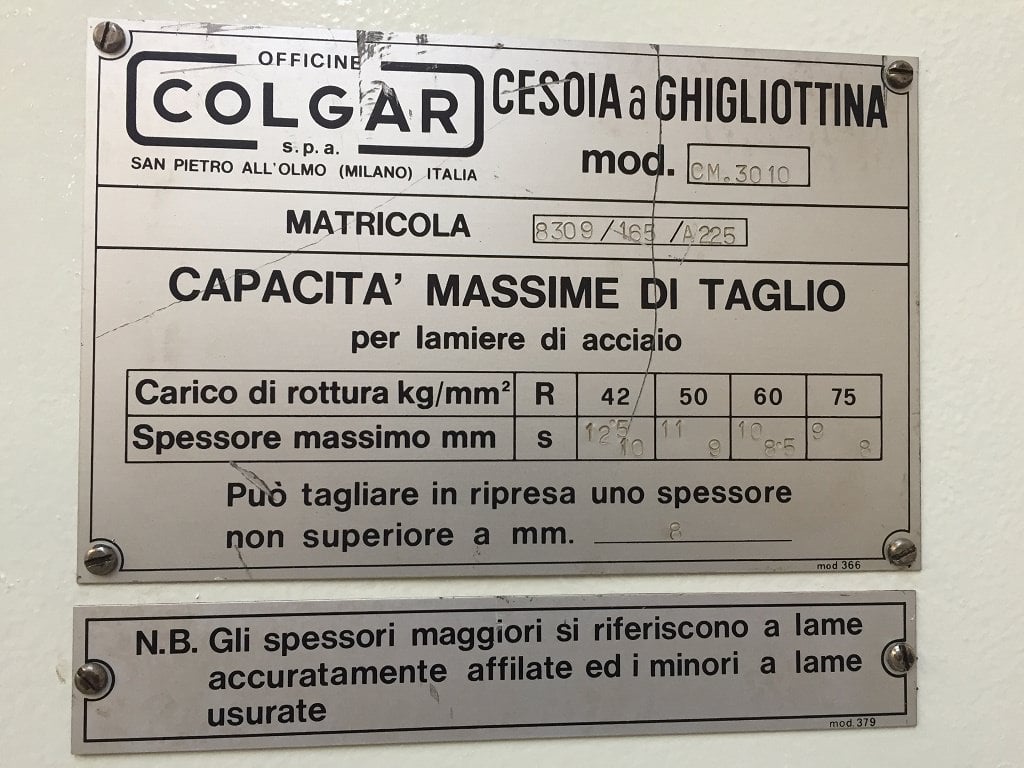 OFFICINE
COLGAR
s.p.a.
SAN PIETRO ALL'OLMO (MILANO) ITALIA
CESOIA a GHIGLIOTTINA
mod. CM.3010
MATRICOLA 8309/165/A225
CAPACITA' MASSIME DI TAGLIO
per lamiere di acciaio
Carico di rottura kg/mm² R 42 50 60 75
Spessore massimo mm s 12.5 10 11 9 10 8.5 9 8
Può tagliare in ripresa uno spessore
non superiore a mm. 8
mod 366
N.B. Gli spessori maggiori si riferiscono a lame
accuratamente affilate ed i minori a lame
usurate
mod. 379